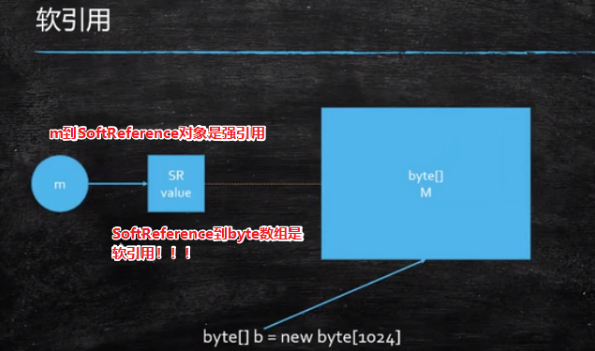 软引用
m到SoftReference对象是强引用
m
SR
value
byte[]
M
SoftReference到byte数组是
软引用！！！
byte[] b = new byte[1024]